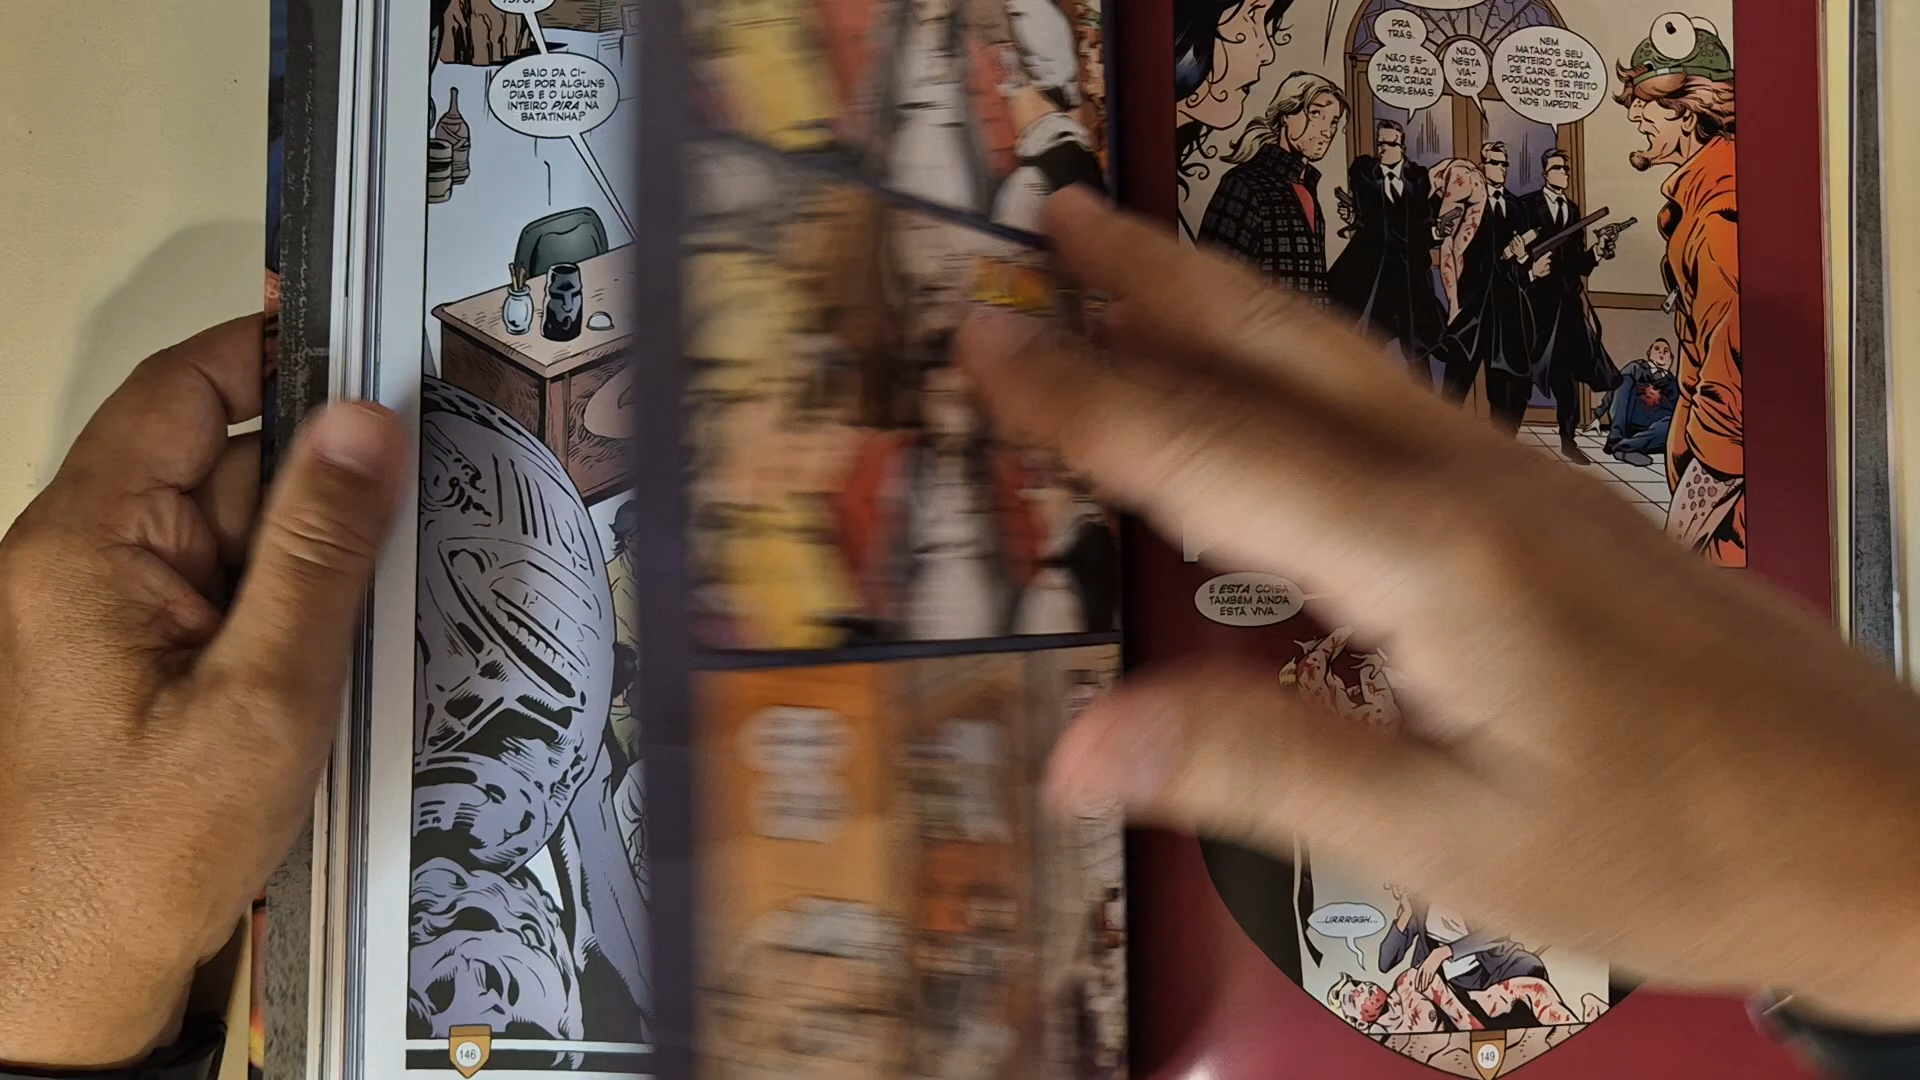 1970.
SAIO DA CI-
DADE POR ALGUNS
DIAS E O LUGAR
INTEIRO PIRA NA
BATATINHA?
146
PRA
TRÁS.
NÃO ES-
TAMOS AQUI
PRA CRIAR
PROBLEMAS.
NÃO
NESTA
VIA-
GEM.
NEM
MATAMOS SEU
PORTEIRO CABEÇA
DE CARNE. COMO
PODÍAMOS TER FEITO
QUANDO TENTOU
NOS IMPEDIR.
E ESTA COISA
TAMBÉM AINDA
ESTÁ VIVA.
...URRRGGH...
149